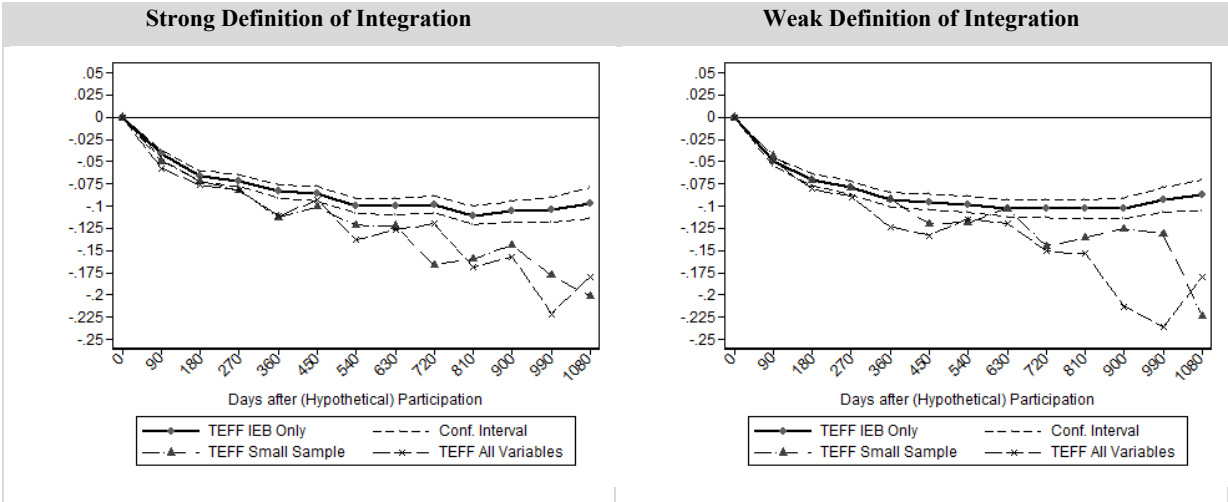 Strong Definition of Integration
Weak Definition of Integration
.05
.025
0
-.025
-.05
-.075
-.1
-.125
-.15
-.175
-.2
-.225
-.25
0 90 180 270 360 450 540 630 720 810 900 990 1080
Days after (Hypothetical) Participation
TEFF IEB Only Conf. Interval
TEFF Small Sample TEFF All Variables
.05
.025
0
-.025
-.05
-.075
-.1
-.125
-.15
-.175
-.2
-.225
-.25
0 90 180 270 360 450 540 630 720 810 900 990 1080
Days after (Hypothetical) Participation
TEFF IEB Only Conf. Interval
TEFF Small Sample TEFF All Variables